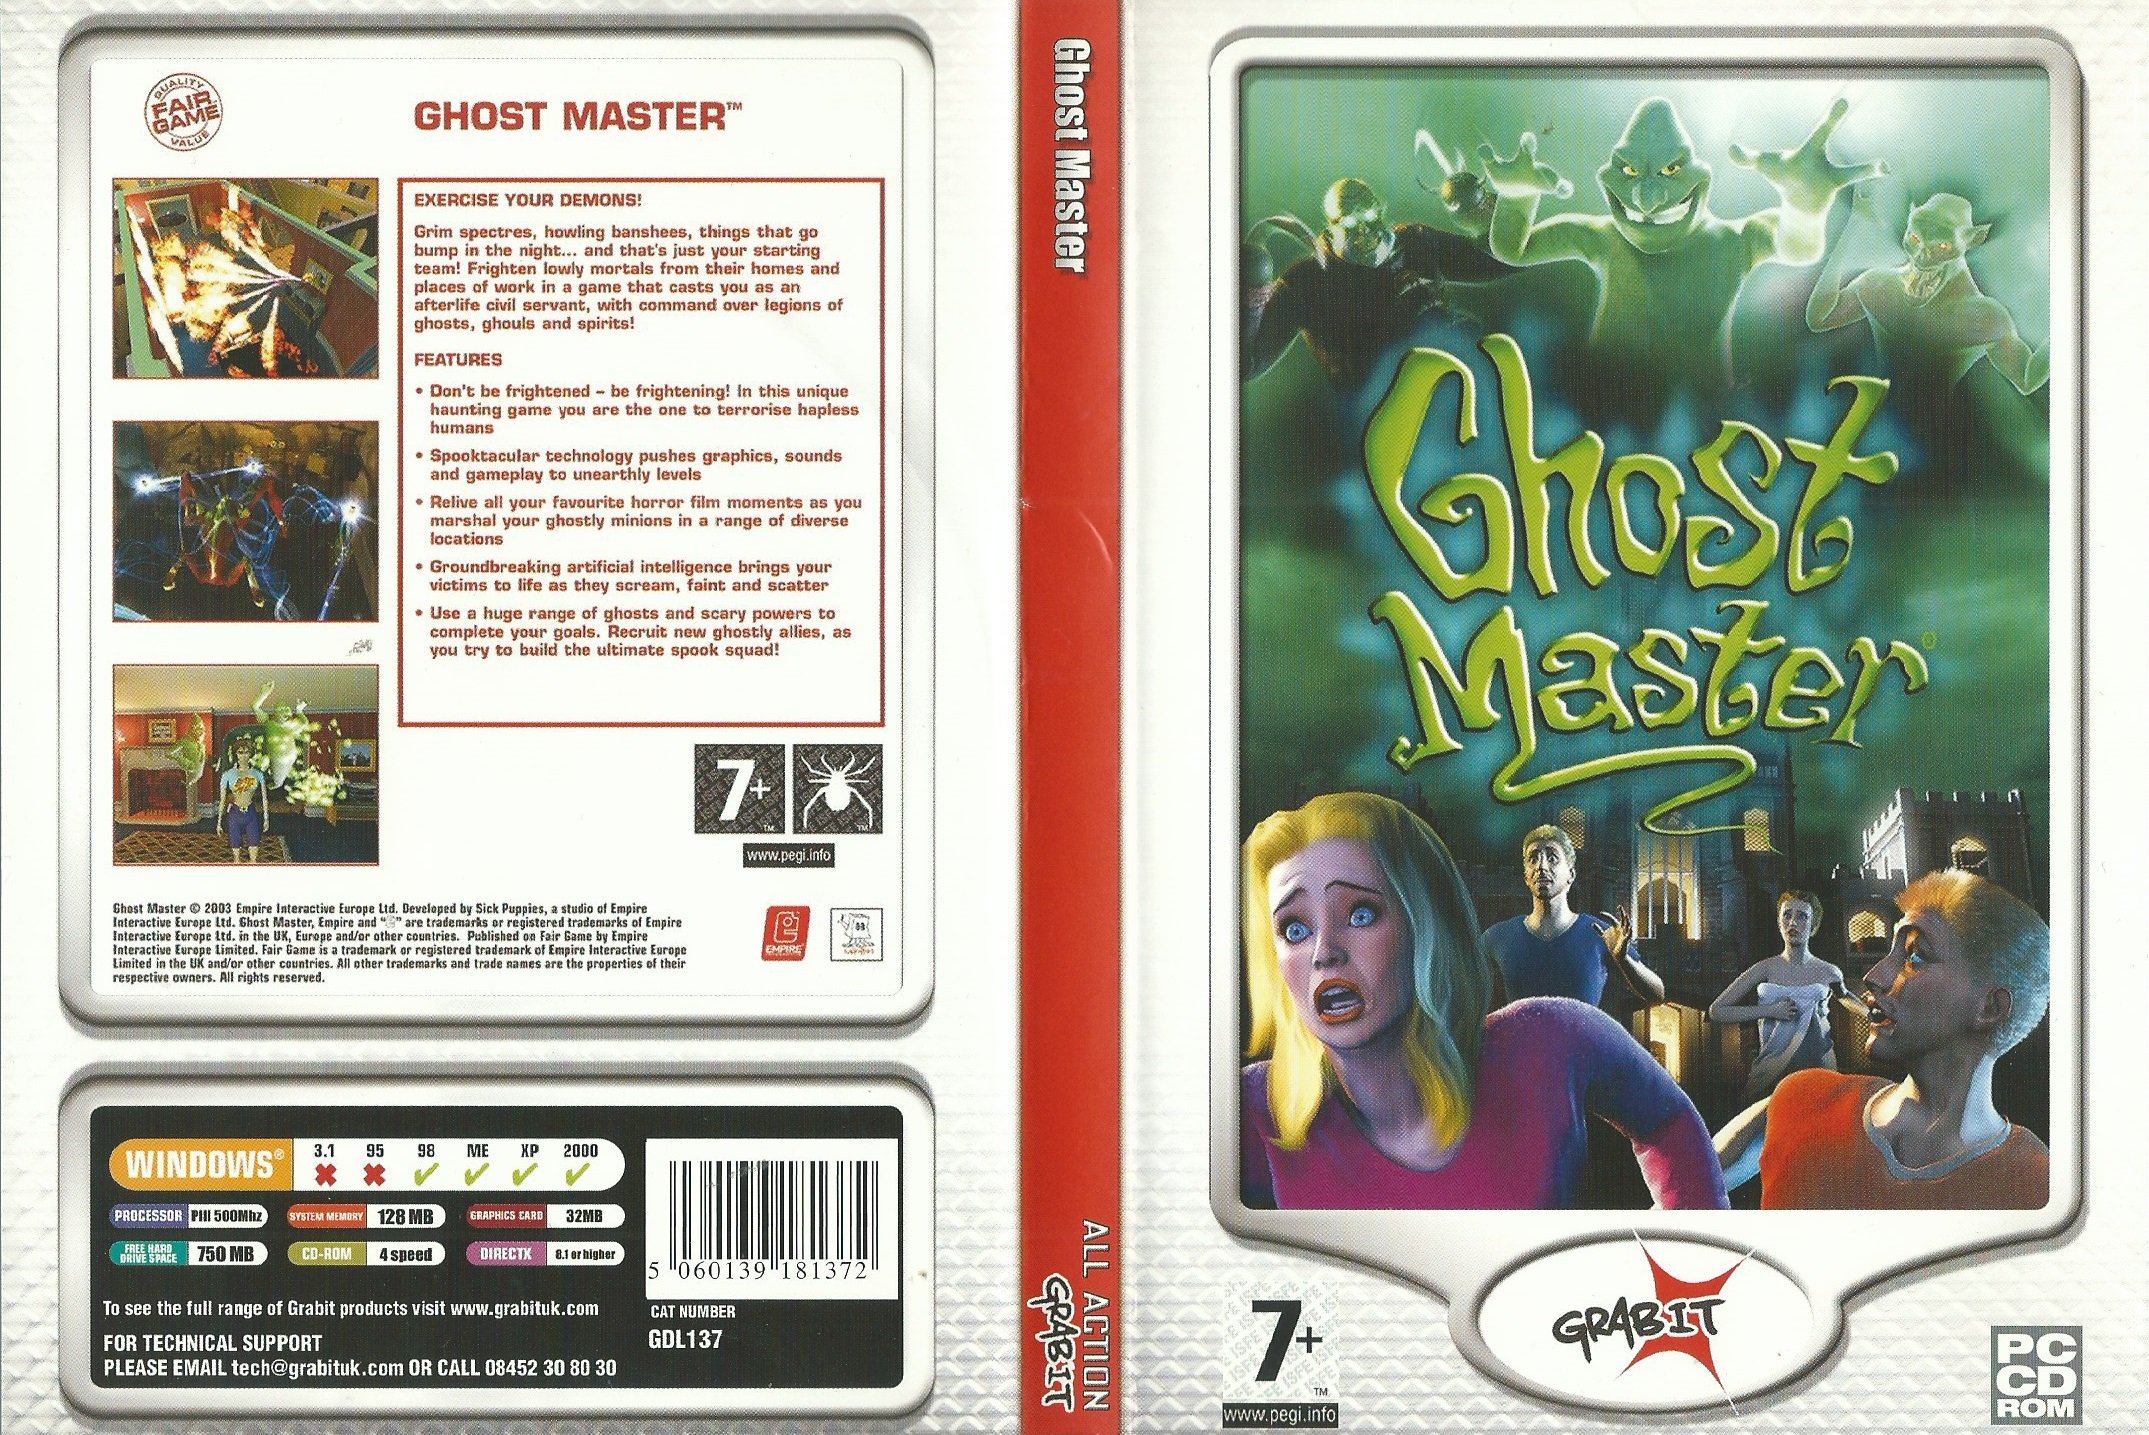 QUALITY
FAIR
GAME
VALUE
GHOST MASTER™
EXERCISE YOUR DEMONS!
Grim spectres, howling banshees, things that go
bump in the night... and that's just your starting
team! Frighten lowly mortals from their homes and
places of work in a game that casts you as an
afterlife civil servant, with command over legions of
ghosts, ghouls and spirits!
FEATURES
• Don't be frightened – be frightening! In this unique
haunting game you are the one to terrorise hapless
humans
• Spooktacular technology pushes graphics, sounds
and gameplay to unearthly levels
• Relive all your favourite horror film moments as you
marshal your ghostly minions in a range of diverse
locations
• Groundbreaking artificial intelligence brings your
victims to life as they scream, faint and scatter
• Use a huge range of ghosts and scary powers to
complete your goals. Recruit new ghostly allies, as
you try to build the ultimate spook squad!
7+
™
™
www.pegi.info
Ghost Master © 2003 Empire Interactive Europe Ltd. Developed by Sick Puppies, a studio of Empire
Interactive Europe Ltd. Ghost Master, Empire and “e” are trademarks or registered trademarks of Empire
Interactive Europe Ltd. in the UK, Europe and/or other countries. Published on Fair Game by Empire
Interactive Europe Limited. Fair Game is a trademark or registered trademark of Empire Interactive Europe
Limited in the UK and/or other countries. All other trademarks and trade names are the properties of their
respective owners. All rights reserved.
EMPIRE
WINDOWS®
3.1 95 98 ME XP 2000
PROCESSOR PIII 500Mhz
SYSTEM MEMORY 128 MB
GRAPHICS CARD 32MB
FREE HARD
DRIVE SPACE 750 MB
CD-ROM 4 speed
DIRECTX 8.1 or higher
5 060139 181372
To see the full range of Grabit products visit www.grabituk.com
CAT NUMBER
GDL137
FOR TECHNICAL SUPPORT
PLEASE EMAIL tech@grabituk.com OR CALL 08452 30 80 30
Ghost Master
ALL ACTION
GRABIT
Ghost
Master®
GRABIT
7+
™
www.pegi.info
PC
CD
ROM